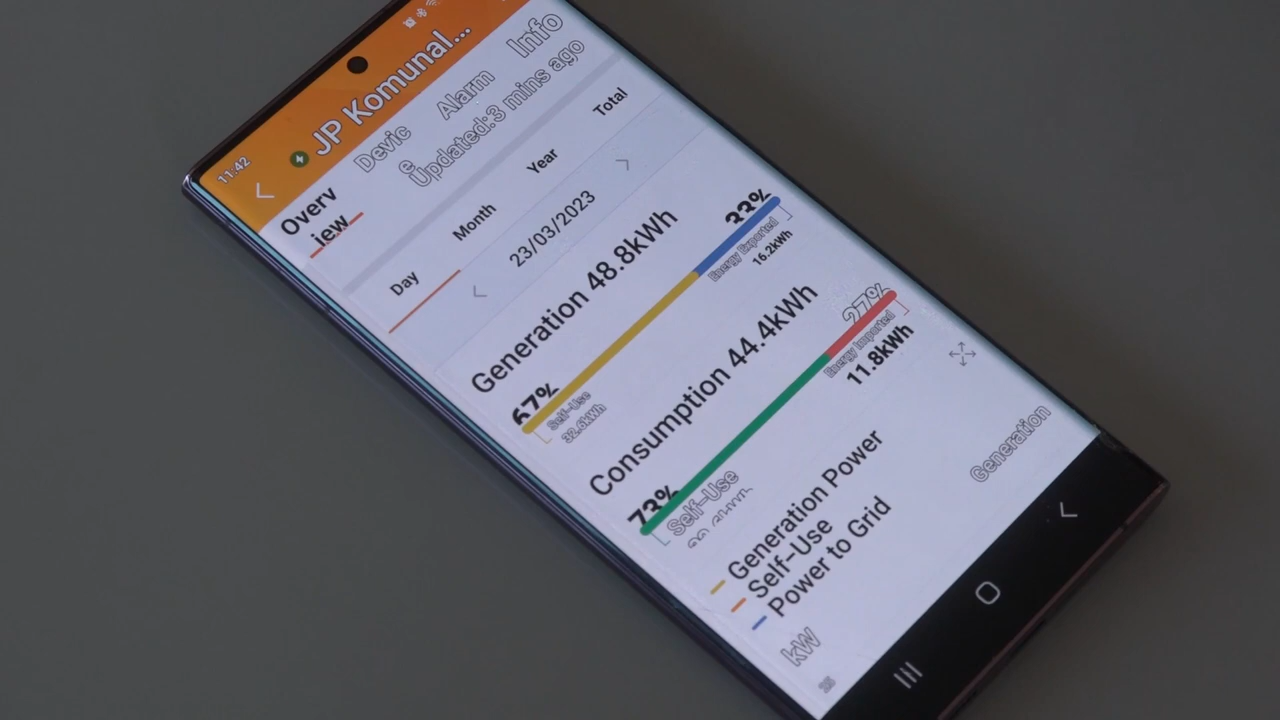 11:42
JP Komunal...
Overv
iew
Devic
e
Alarm
Info
Updated:3 mins ago
Day
Month
Year
Total
23/03/2023
Generation 48.8kWh
67%
33%
Self-Use
32.6kWh
Energy Exported
16.2kWh
Consumption 44.4kWh
73%
27%
Self-Use
Energy Imported
11.8kWh
Generation Power
Self-Use
Power to Grid
Generation
kW